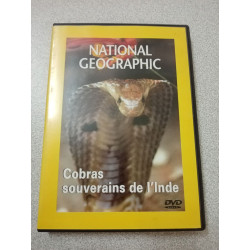 NATIONAL
GEOGRAPHIC
Cobras
souverains de l'Inde
DVD